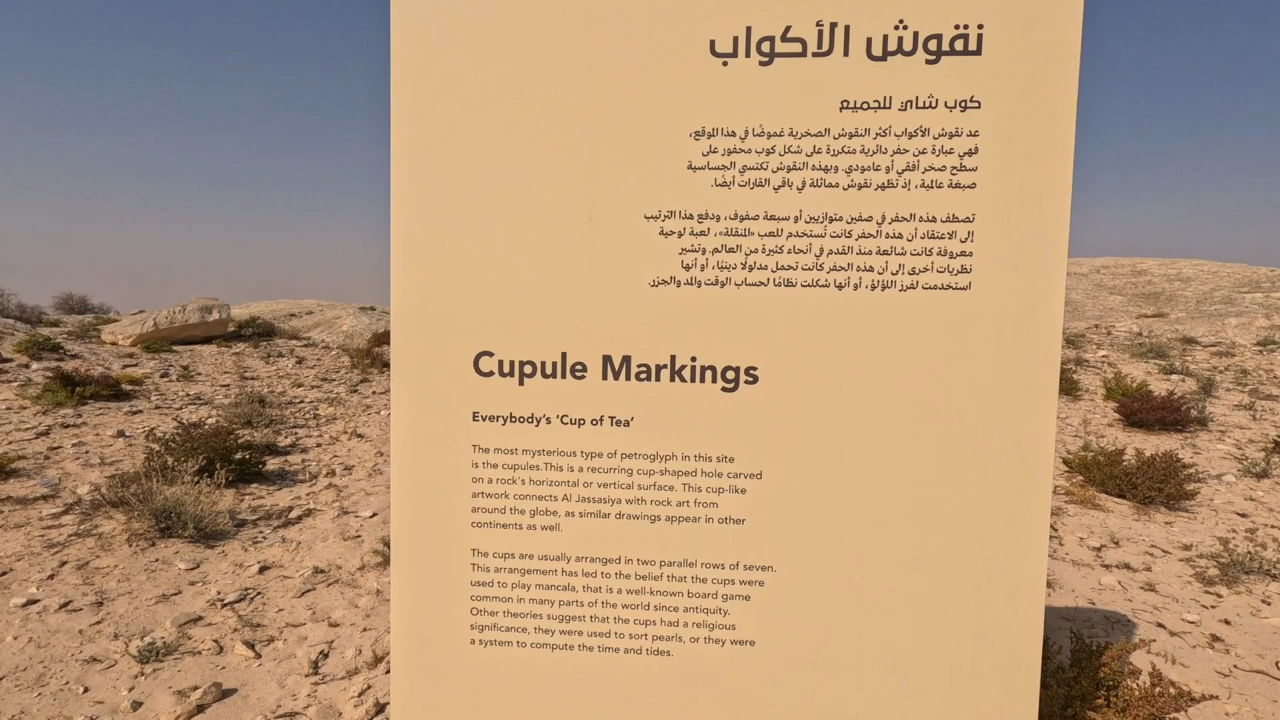 نقوش الأكواب
كوب شاي للجميع
عد نقوش الأكواب أكثر النقوش الصخرية غموضًا في هذا الموقع،
فهي عبارة عن حفر دائرية متكررة على شكل كوب محفور على
سطح صخر أفقي أو عامودي. وبهذه النقوش تكتسي الجساسية
صبغة عالمية، إذ تظهر نقوش مماثلة في باقي القارات أيضًا.
تصطف هذه الحفر في صفين متوازيين أو سبعة صفوف، ودفع هذا الترتيب
إلى الاعتقاد أن هذه الحفر كانت تُستخدم للعب «المنقلة»، لعبة لوحية
معروفة كانت شائعة منذ القدم في أنحاء كثيرة من العالم. وتشير
نظريات أخرى إلى أن هذه الحفر كانت تحمل مدلولًا دينيًا، أو أنها
استخدمت لفرز اللؤلؤ، أو أنها شكلت نظامًا لحساب الوقت والمد والجزر.
Cupule Markings
Everybody's ‘Cup of Tea’
The most mysterious type of petroglyph in this site
is the cupules.This is a recurring cup-shaped hole carved
on a rock's horizontal or vertical surface. This cup-like
artwork connects Al Jassasiya with rock art from
around the globe, as similar drawings appear in other
continents as well.
The cups are usually arranged in two parallel rows of seven.
This arrangement has led to the belief that the cups were
used to play mancala, that is a well-known board game
common in many parts of the world since antiquity.
Other theories suggest that the cups had a religious
significance, they were used to sort pearls, or they were
a system to compute the time and tides.